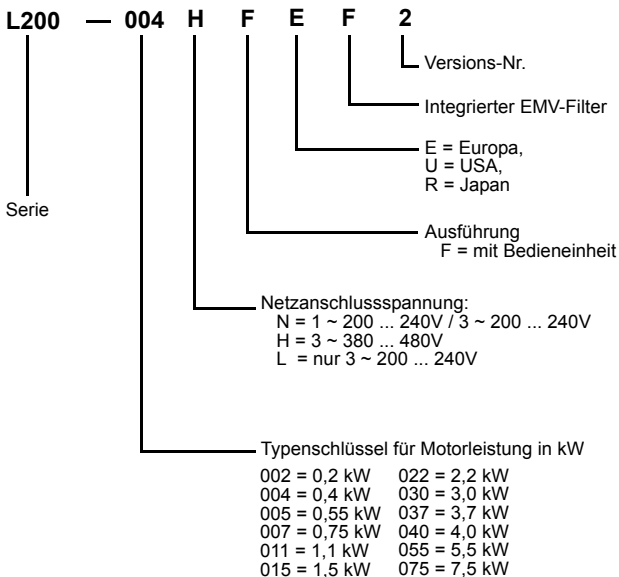 L200 — 004 H F E F 2
Versions-Nr.
Integrierter EMV-Filter
E = Europa,
U = USA,
R = Japan
Serie
Ausführung
F = mit Bedieneinheit
Netzanschlussspannung:
N = 1 ~ 200 ... 240V / 3 ~ 200 ... 240V
H = 3 ~ 380 ... 480V
L = nur 3 ~ 200 ... 240V
Typenschlüssel für Motorleistung in kW
002 = 0,2 kW 022 = 2,2 kW
004 = 0,4 kW 030 = 3,0 kW
005 = 0,55 kW 037 = 3,7 kW
007 = 0,75 kW 040 = 4,0 kW
011 = 1,1 kW 055 = 5,5 kW
015 = 1,5 kW 075 = 7,5 kW